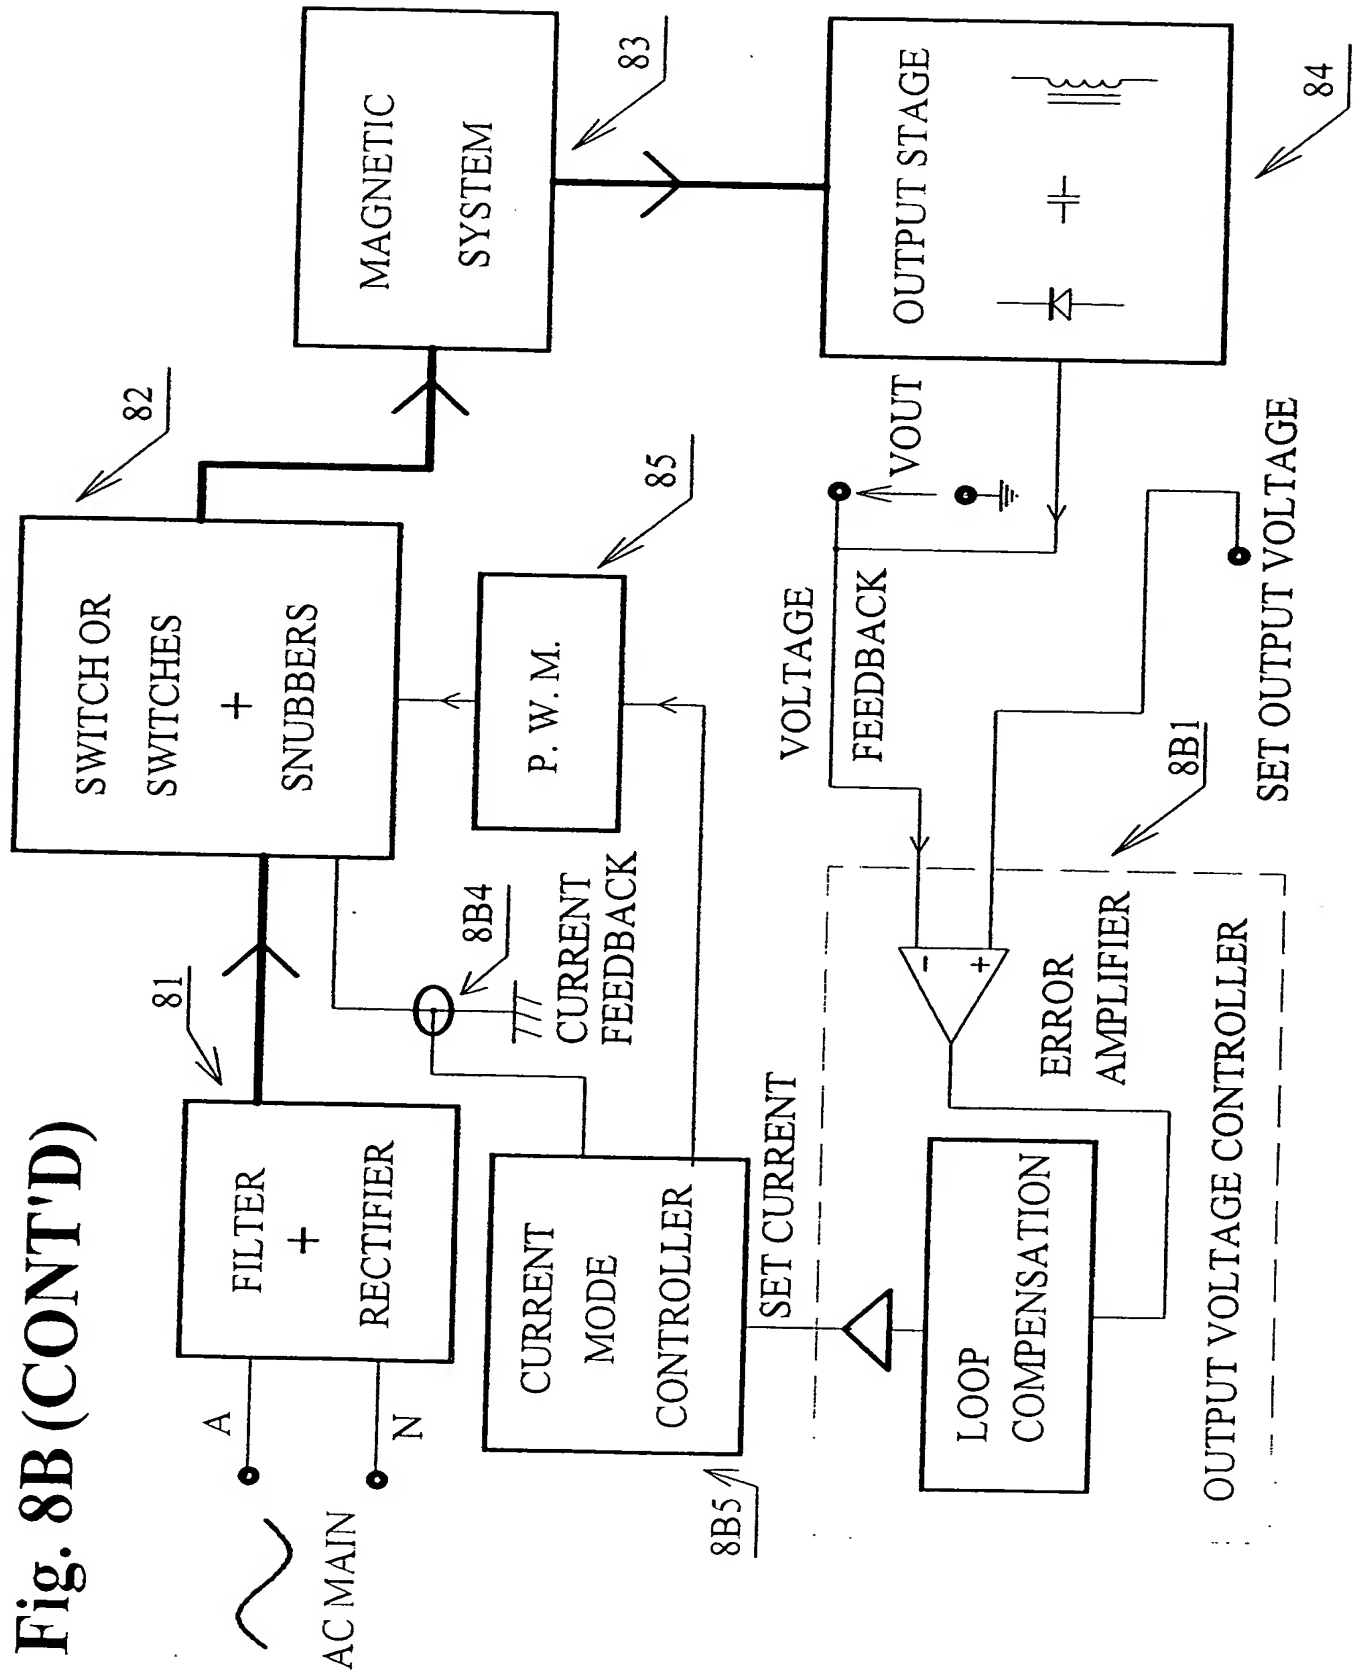 Fig. 8B (CONT'D)
AC MAIN
A
N
81
FILTER
+
RECTIFIER
82
SWITCH OR
SWITCHES
+
SNUBBERS
83
MAGNETIC
SYSTEM
8B4
CURRENT
FEEDBACK
85
P. W. M.
8B5
CURRENT
MODE
CONTROLLER
SET CURRENT
VOLTAGE
FEEDBACK
VOUT
OUTPUT STAGE
84
8B1
LOOP
COMPENSATION
-
+
ERROR
AMPLIFIER
OUTPUT VOLTAGE CONTROLLER
SET OUTPUT VOLTAGE